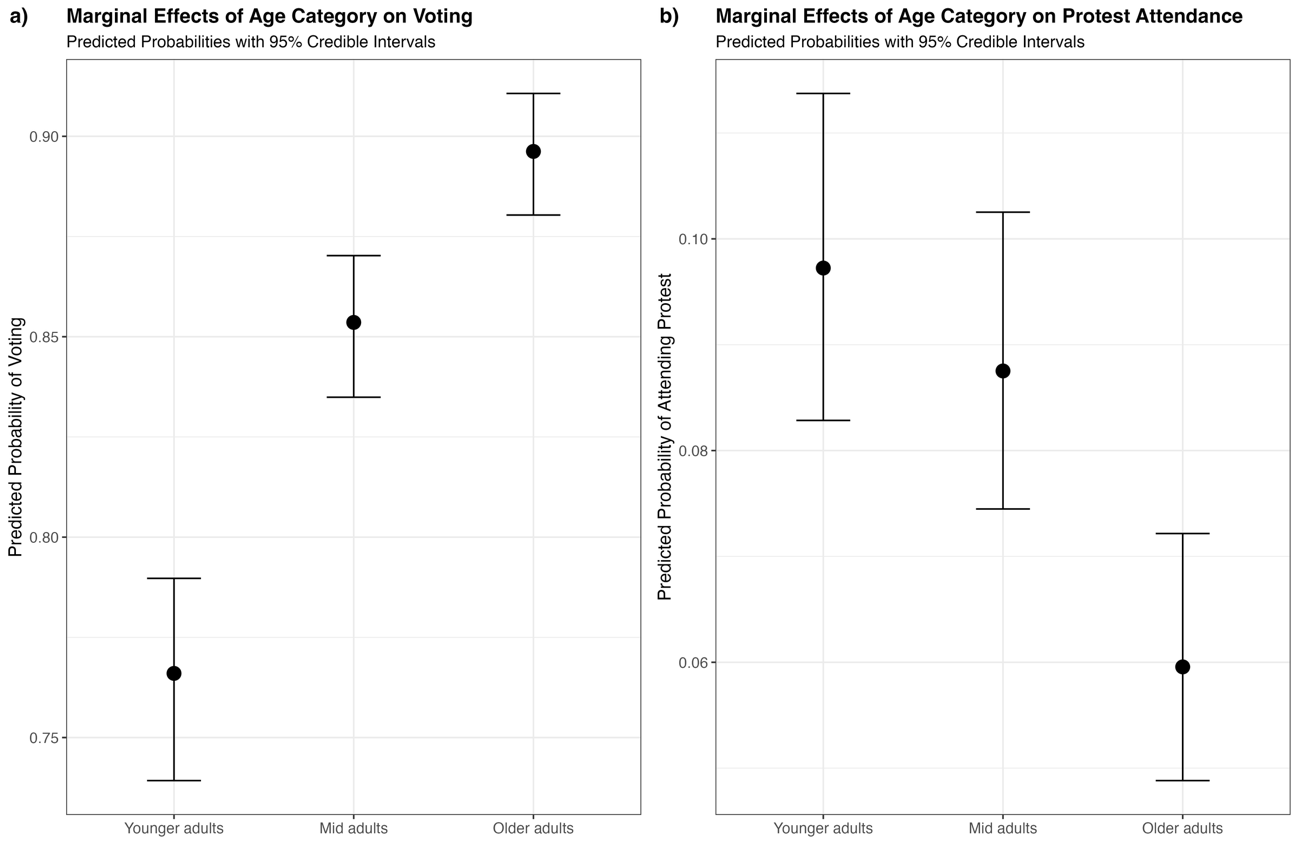 a)
Marginal Effects of Age Category on Voting
Predicted Probabilities with 95% Credible Intervals
Predicted Probability of Voting
0.90
0.85
0.80
0.75
Younger adults
Mid adults
Older adults
b)
Marginal Effects of Age Category on Protest Attendance
Predicted Probabilities with 95% Credible Intervals
Predicted Probability of Attending Protest
0.10
0.08
0.06
Younger adults
Mid adults
Older adults